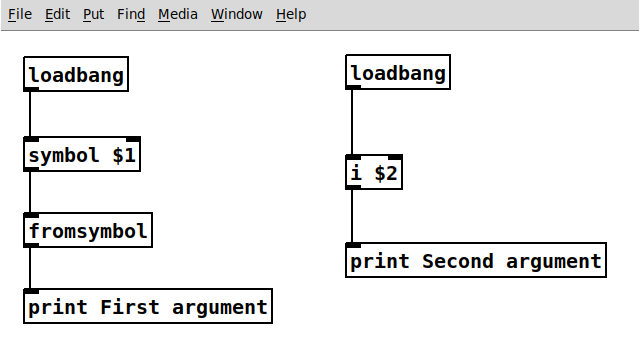 File Edit Put Find Media Window Help
loadbang
symbol $1
fromsymbol
print First argument
loadbang
i $2
print Second argument